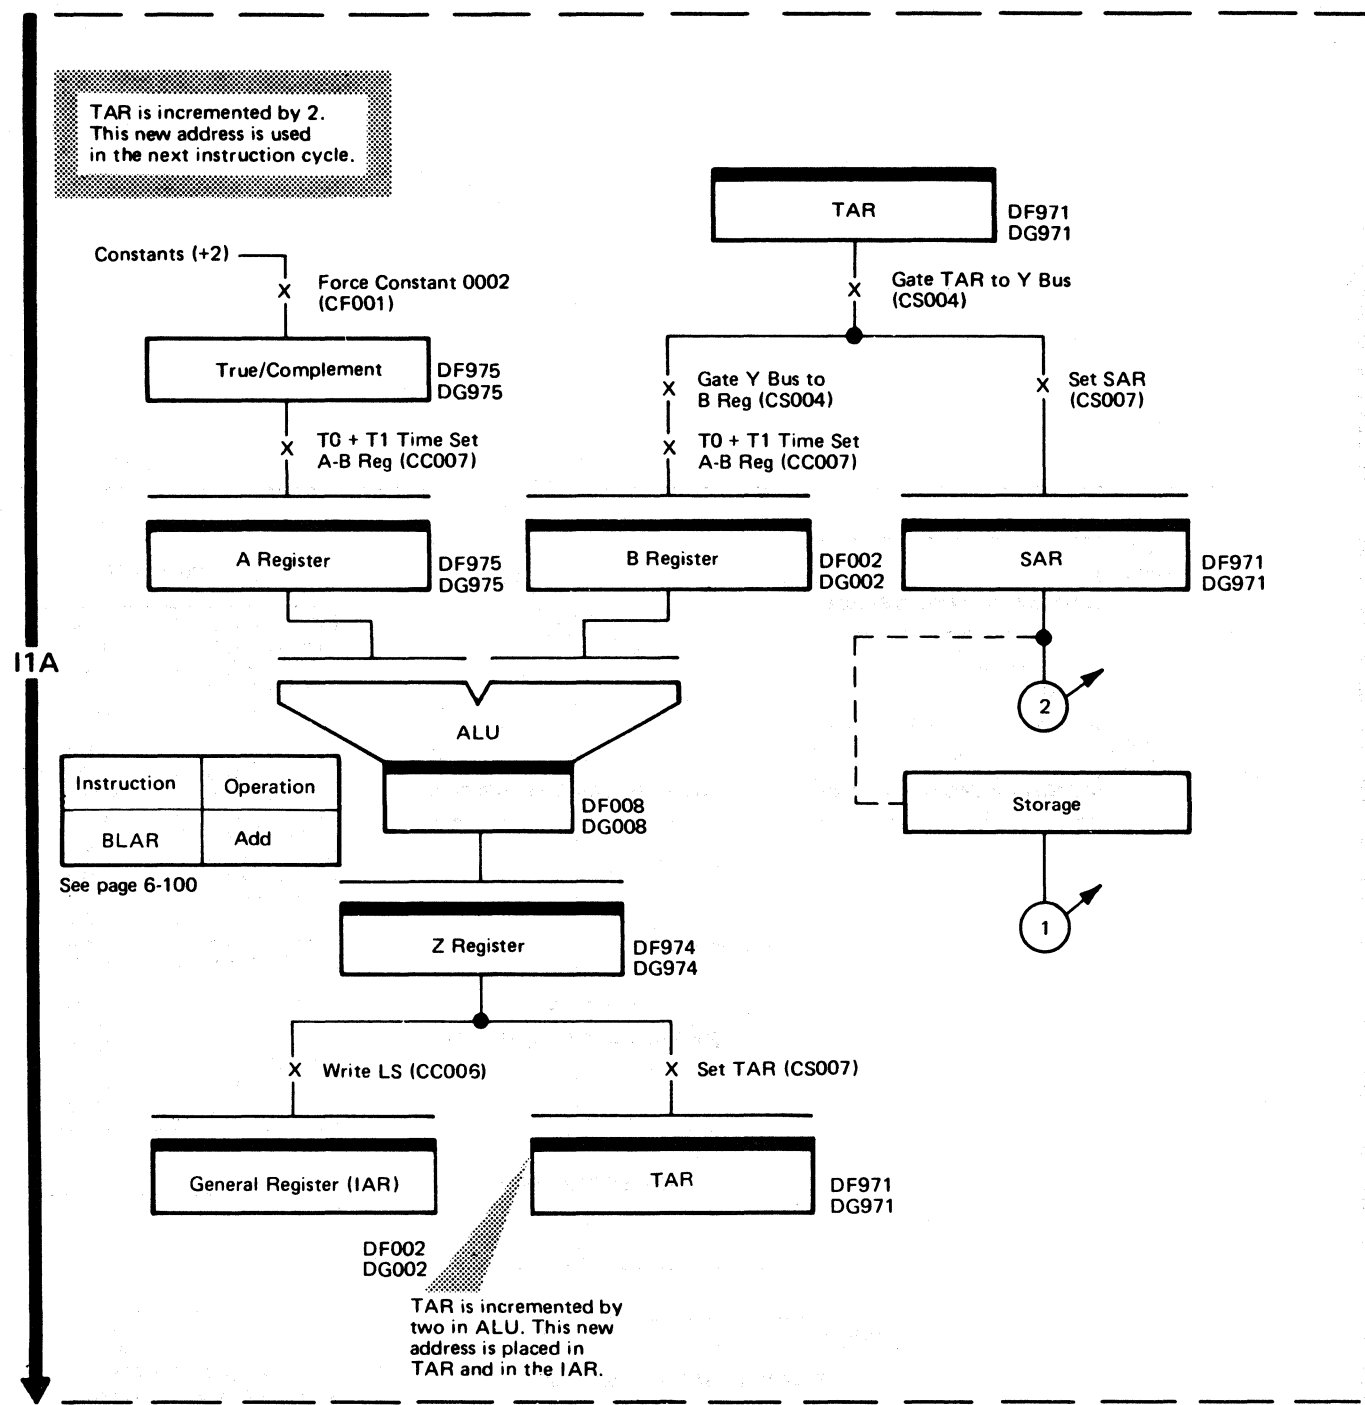 TAR is incremented by 2.
This new address is used
in the next instruction cycle.
TAR
DF971
DG971
Constants (+2)
Force Constant 0002
(CF001)
Gate TAR to Y Bus
(CS004)
True/Complement
DF975
DG975
Gate Y Bus to
B Reg (CS004)
Set SAR
(CS007)
T0 + T1 Time Set
A-B Reg (CC007)
T0 + T1 Time Set
A-B Reg (CC007)
A Register
DF975
DG975
B Register
DF002
DG002
SAR
DF971
DG971
I1A
2
ALU
Instruction
Operation
BLAR
Add
See page 6-100
DF008
DG008
Storage
1
Z Register
DF974
DG974
Write LS (CC006)
Set TAR (CS007)
General Register (IAR)
DF002
DG002
TAR
DF971
DG971
TAR is incremented by
two in ALU. This new
address is placed in
TAR and in the IAR.